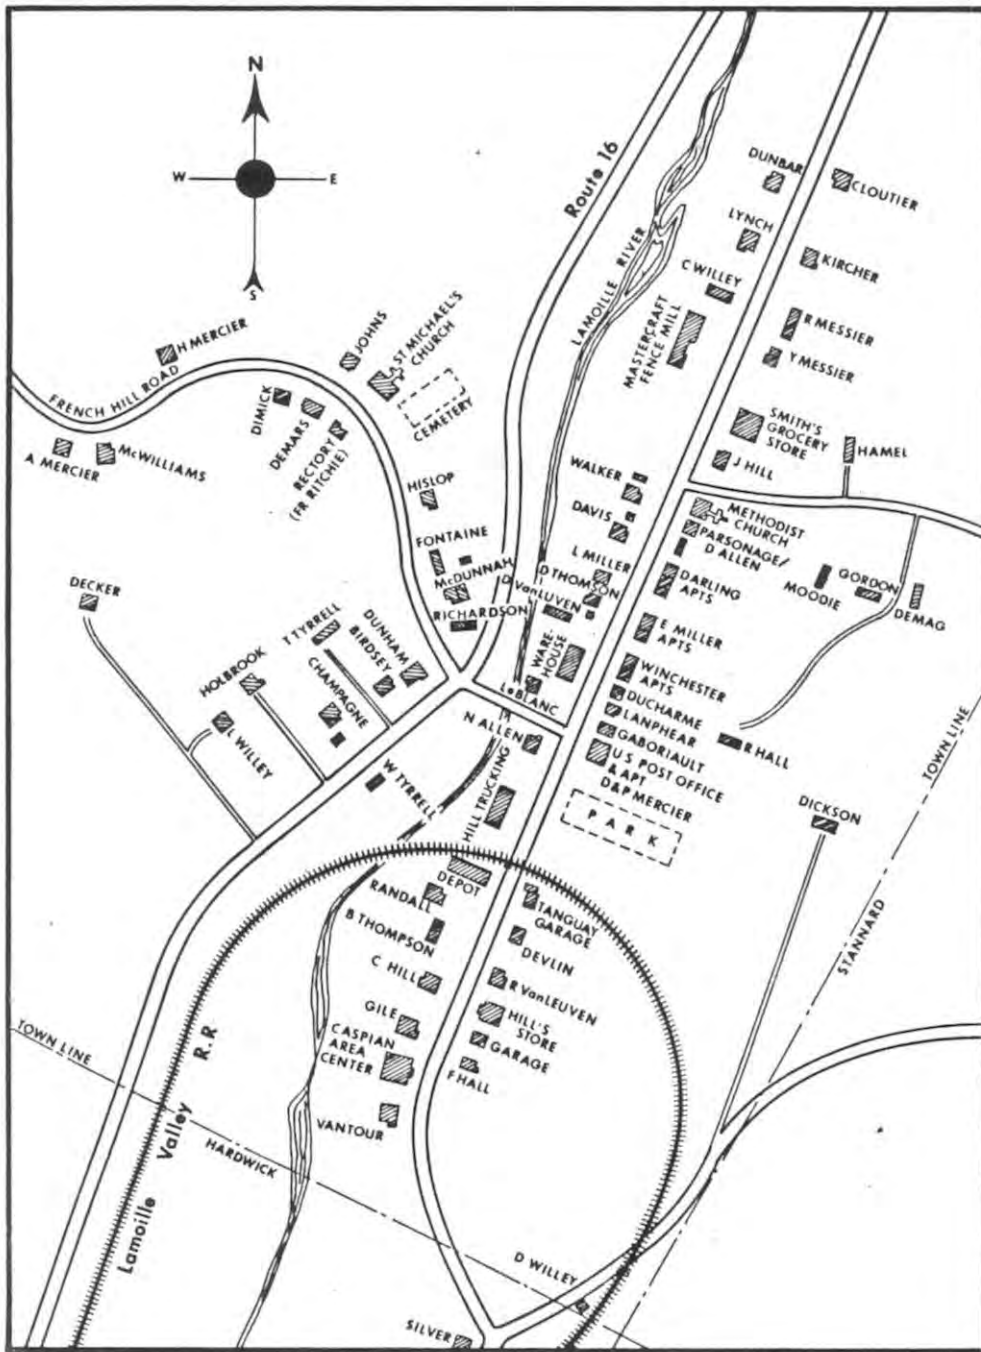 N
W
E
S
Route 16
LAMOILLE RIVER
DUNBAR
CLOUTIER
LYNCH
C WILLEY
KIRCHER
MASTERCRAFT
FENCE MILL
R MESSIER
Y MESSIER
H MERCIER
JOHNS
ST MICHAEL'S
CHURCH
CEMETERY
FRENCH HILL ROAD
DIMICK
DEMARS
RECTORY
(FR RITCHIE)
A MERCIER
McWILLIAMS
SMITH'S
GROCERY
STORE
HAMEL
J HILL
HISLOP
WALKER
DAVIS
METHODIST
CHURCH
PARSONAGE/
D ALLEN
FONTAINE
McDUNNAH
RICHARDSON
L MILLER
D THOMSON
D VanLUVEN
DARLING
APTS
MOODIE
GORDON
DEMAG
DECKER
T TYRRELL
DUNHAM
BIRDSEY
HOLBROOK
CHAMPAGNE
L WILLEY
WARE-
HOUSE
LeBLANC
E MILLER
APTS
WINCHESTER
APTS
DUCHARME
LANPHEAR
GABORIAULT
U S POST OFFICE
& APT
D&P MERCIER
R HALL
N ALLEN
W TYRRELL
HILL TRUCKING
PARK
DICKSON
TOWN LINE
STANNARD
DEPOT
RANDALL
B THOMPSON
TANGUAY
GARAGE
DEVLIN
C HILL
R VanLEUVEN
GILE
HILL'S
STORE
CASPIAN
AREA
CENTER
GARAGE
F HALL
VANTOUR
TOWN LINE
HARDWICK
Lamoille Valley R.R
D WILLEY
SILVER